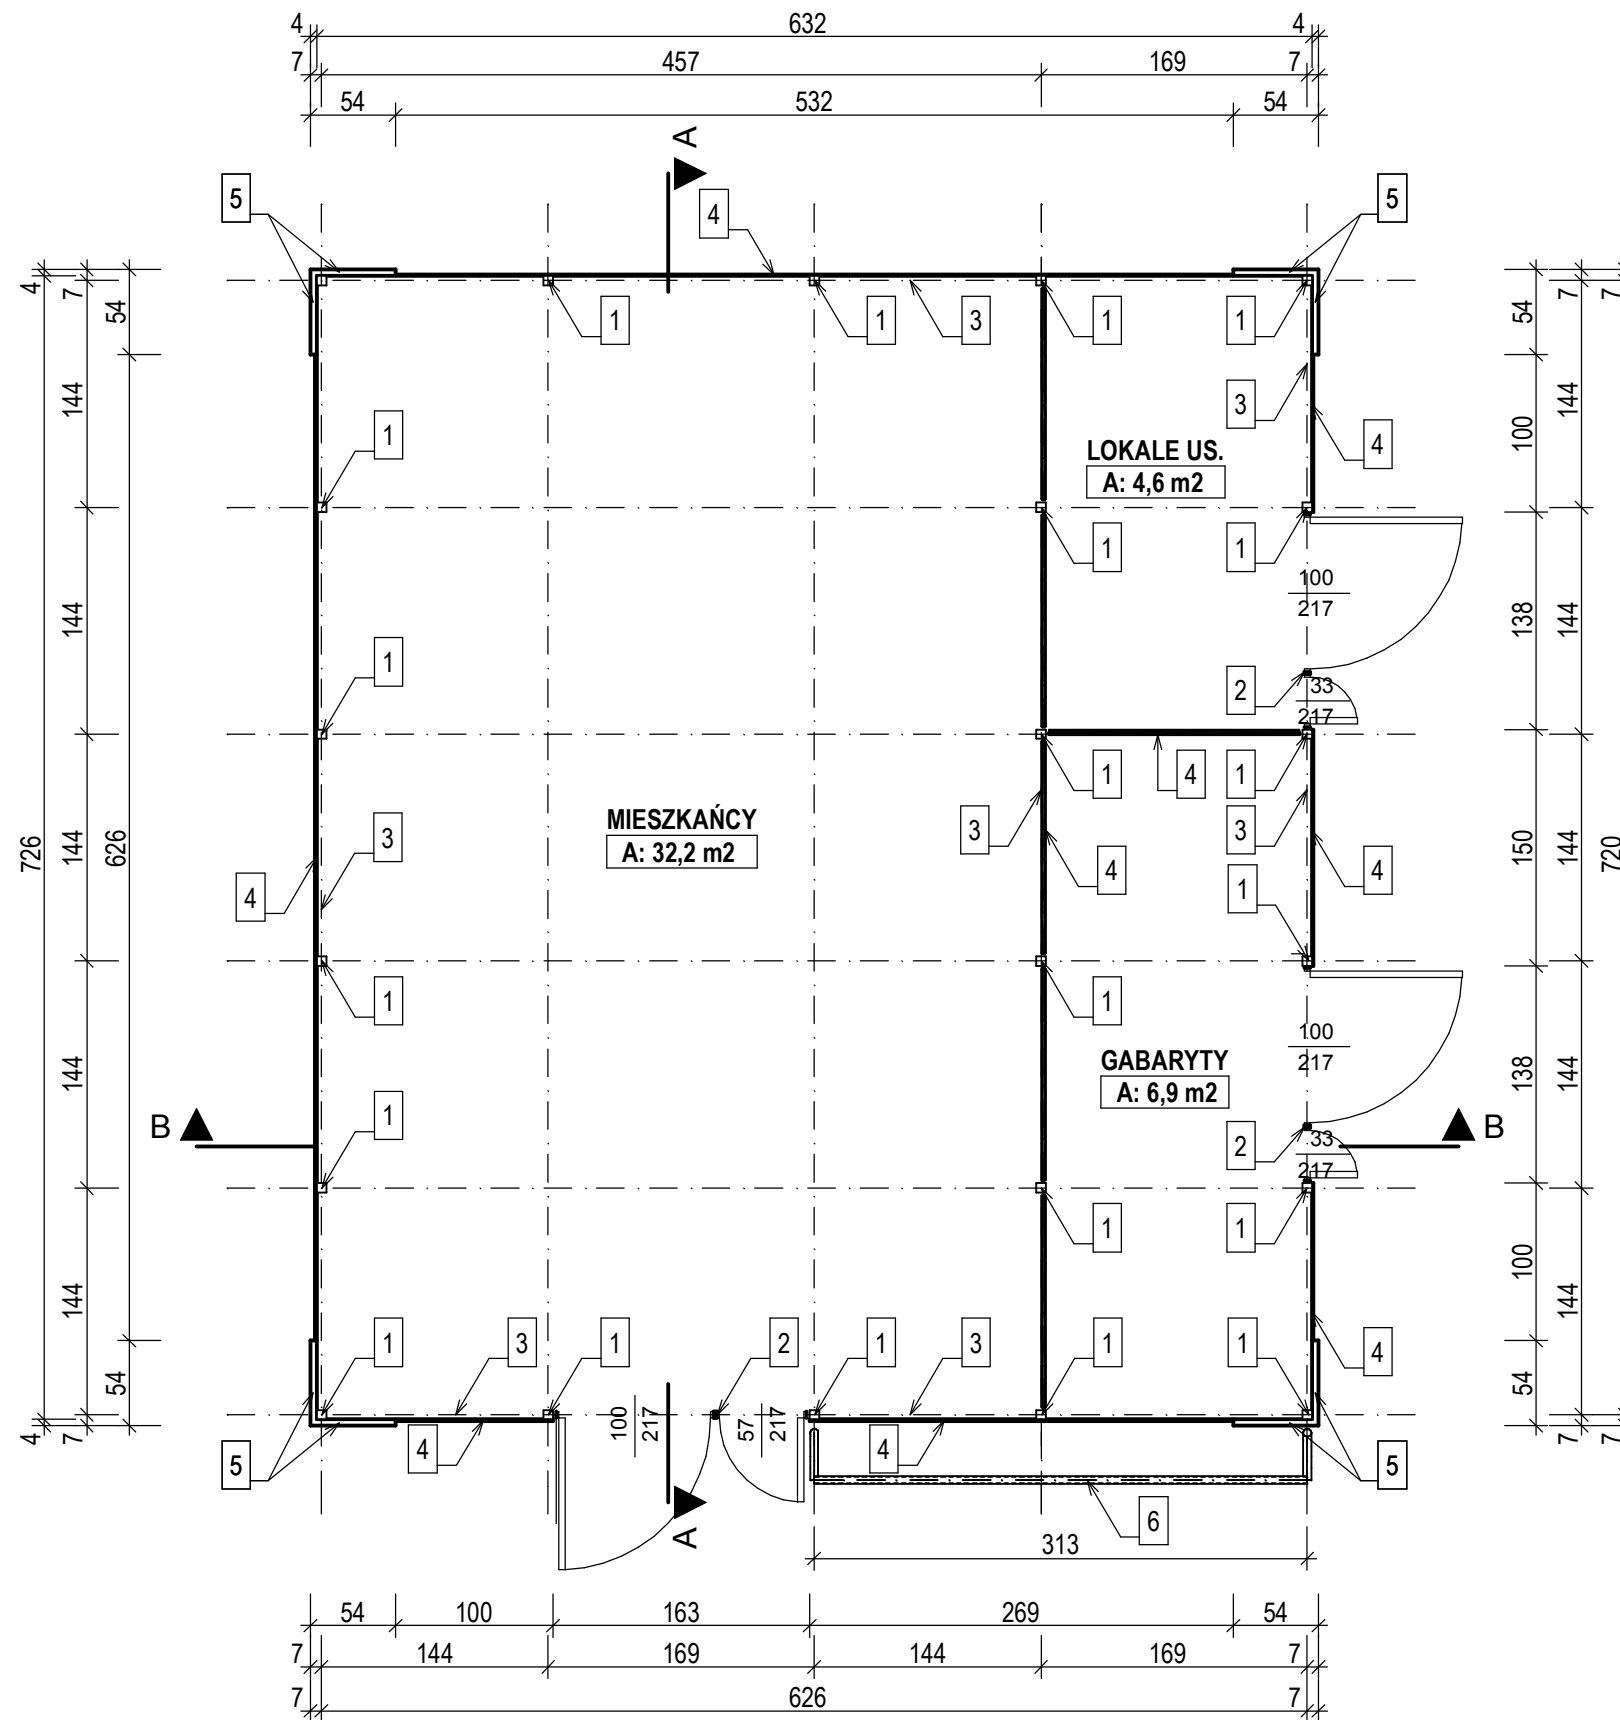 4 632 4
7 457 169 7
54 532 54
A
5 4 5
4 7 54 54 7 7
1 1 3 1 1
144 3 100 144
1 4
LOKALE US.
A: 4,6 m2
1 1
100
217
144 138 144
1 2
33
217
1 4 1
MIESZKAŃCY
A: 32,2 m2
726 144 626 3 3 3 150 144 720
4 4 4
1
1 1
100
217
GABARYTY
A: 6,9 m2
144 138 144
1
B 2 B
33
217
1 1
144 100 144
1 3 1 2 1 3 1 1 4
54 54
100
217
57
217
4 7 4 4 7 7
5 5
A 6
313
54 100 163 269 54
7 144 169 144 169 7
7 626 7